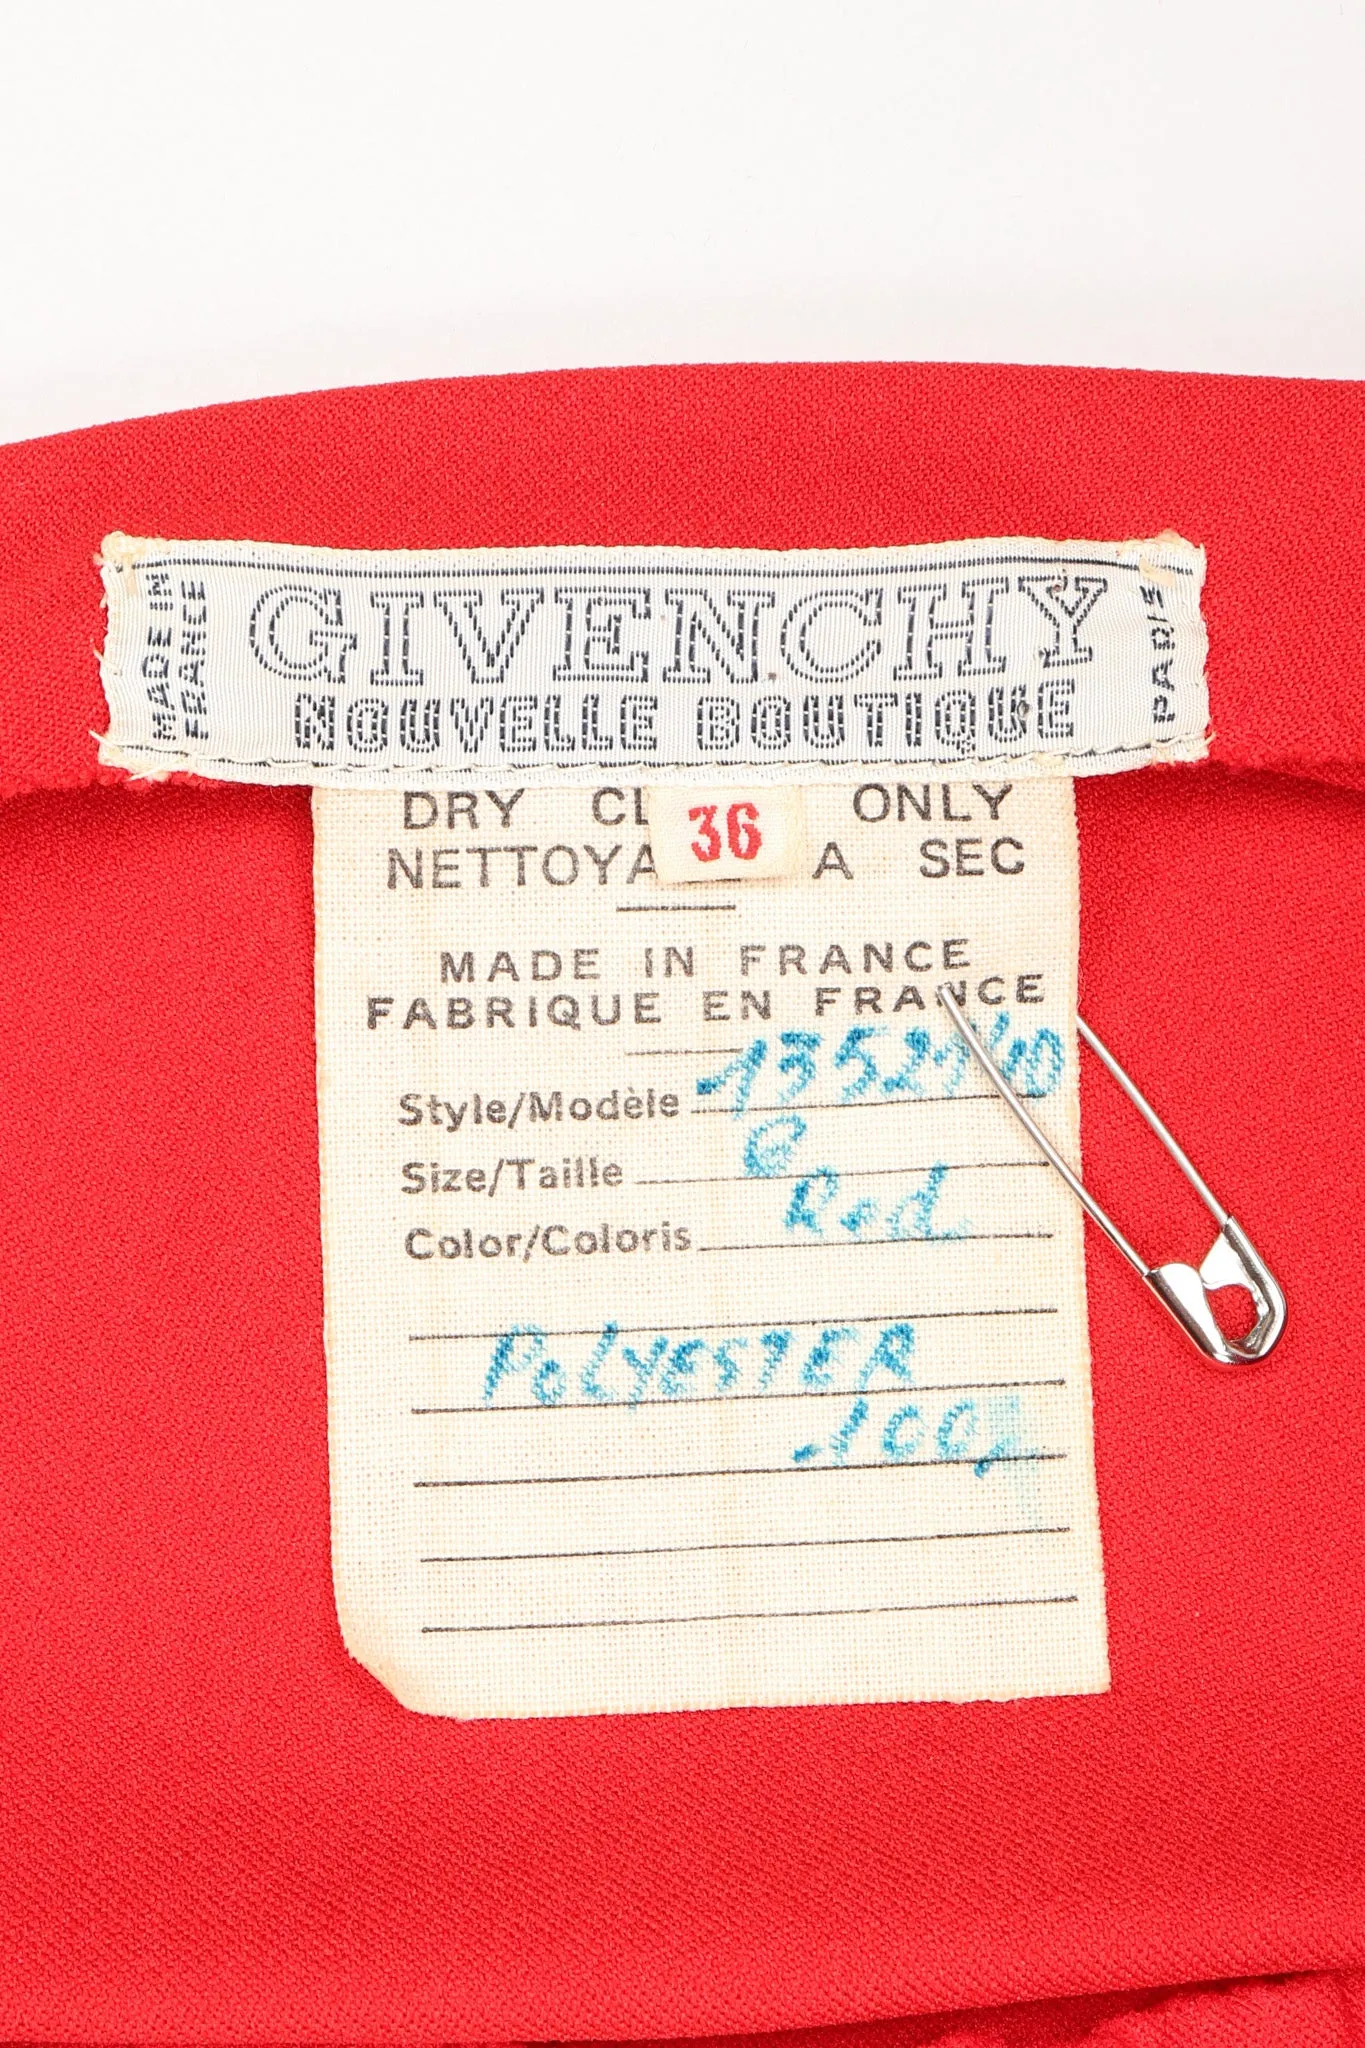 MADE IN
FRANCE
GIVENCHY
NOUVELLE BOUTIQUE
PARIS
36
DRY CL ONLY
NETTOYA A SEC
MADE IN FRANCE
FABRIQUE EN FRANCE
Style/Modèle
Size/Taille
Color/Coloris Red
POLYESTER
100%